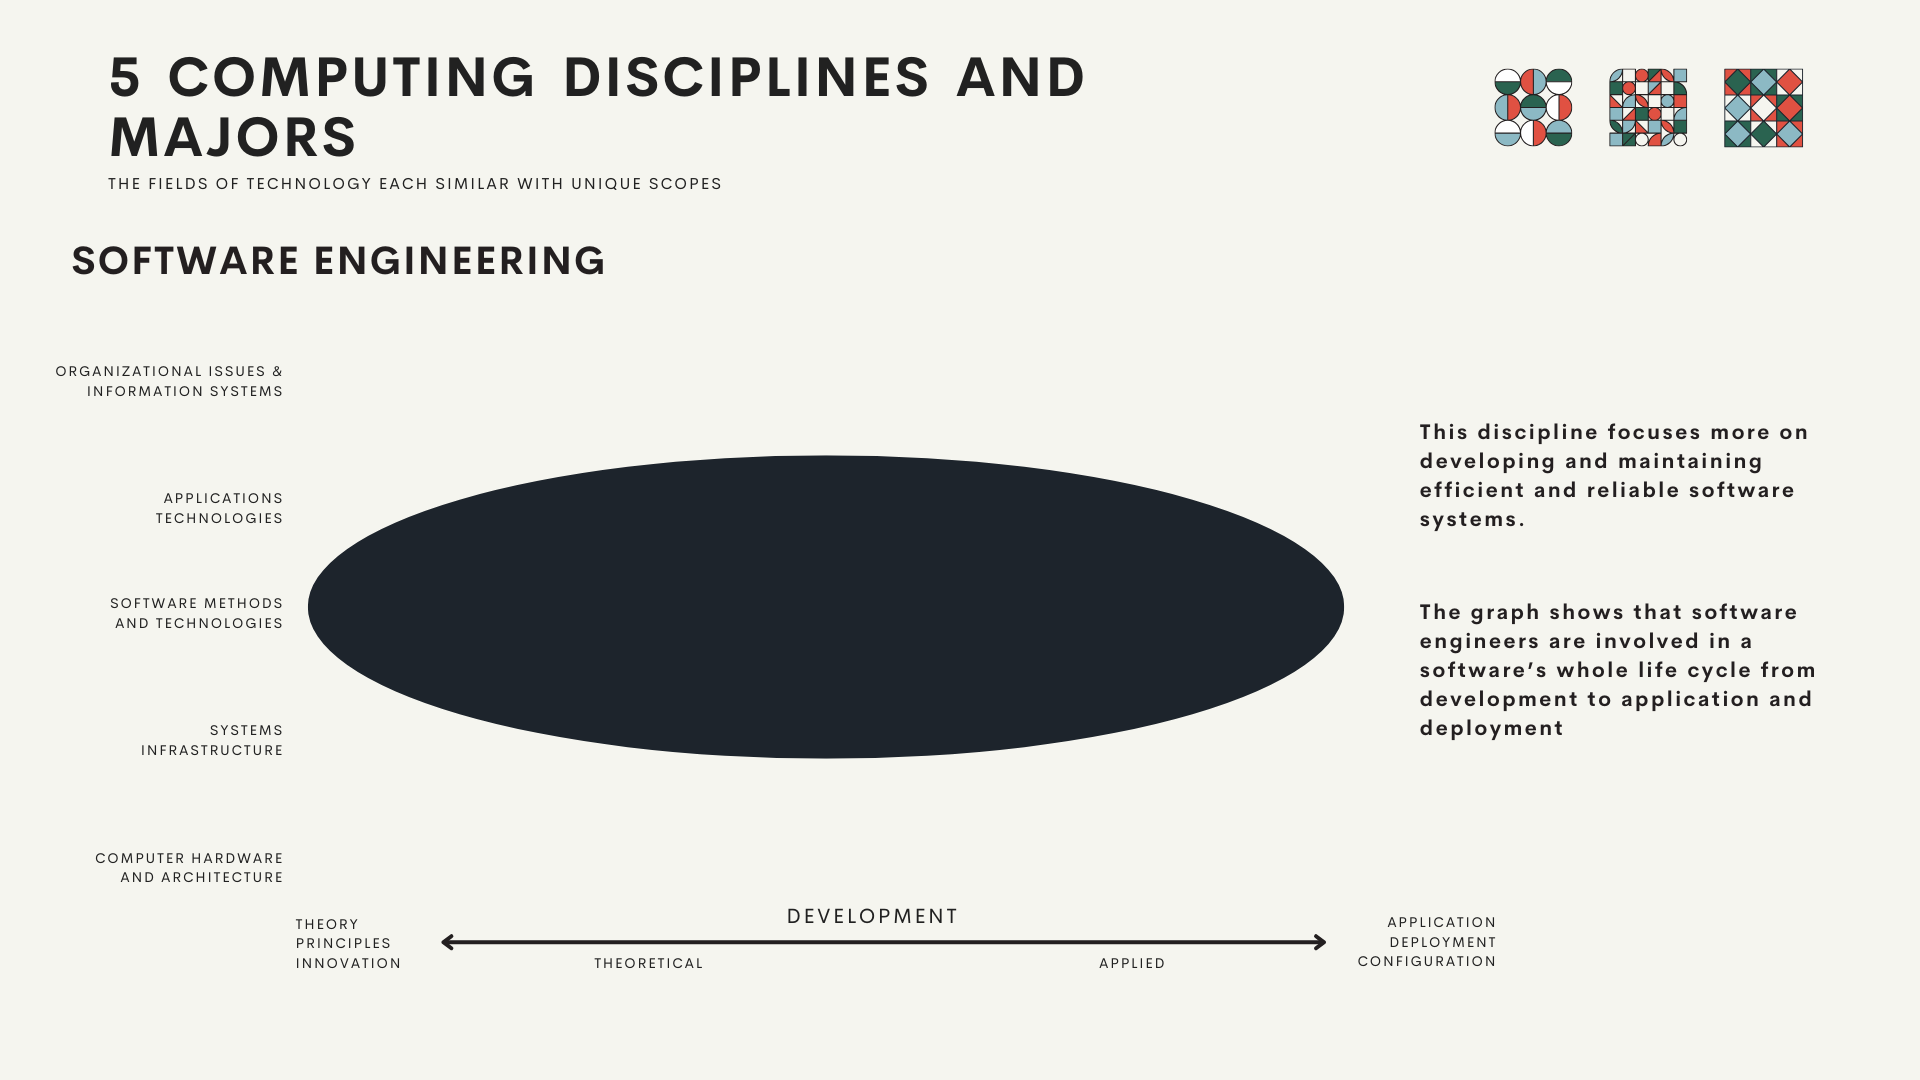 5 COMPUTING DISCIPLINES AND
MAJORS
THE FIELDS OF TECHNOLOGY EACH SIMILAR WITH UNIQUE SCOPES
SOFTWARE ENGINEERING
ORGANIZATIONAL ISSUES &
INFORMATION SYSTEMS
APPLICATIONS
TECHNOLOGIES
SOFTWARE METHODS
AND TECHNOLOGIES
SYSTEMS
INFRASTRUCTURE
COMPUTER HARDWARE
AND ARCHITECTURE
THEORY
PRINCIPLES
INNOVATION
DEVELOPMENT
THEORETICAL
APPLIED
APPLICATION
DEPLOYMENT
CONFIGURATION
This discipline focuses more on
developing and maintaining
efficient and reliable software
systems.
The graph shows that software
engineers are involved in a
software’s whole life cycle from
development to application and
deployment